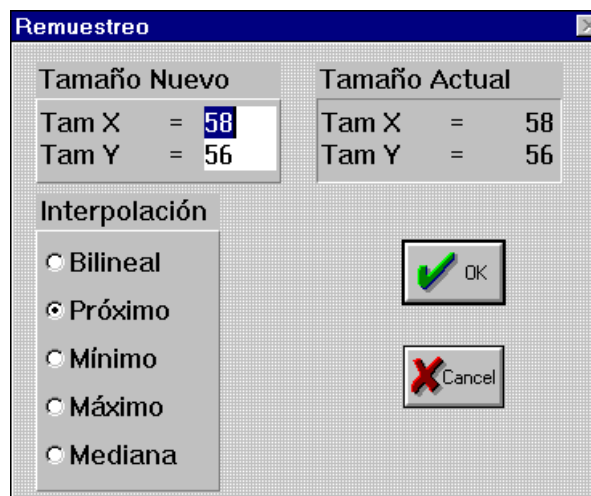 Remuestreo
Tamaño Nuevo
Tam X = 58
Tam Y = 56
Tamaño Actual
Tam X = 58
Tam Y = 56
Interpolación
Bilineal
Próximo
Mínimo
Máximo
Mediana
OK
Cancel